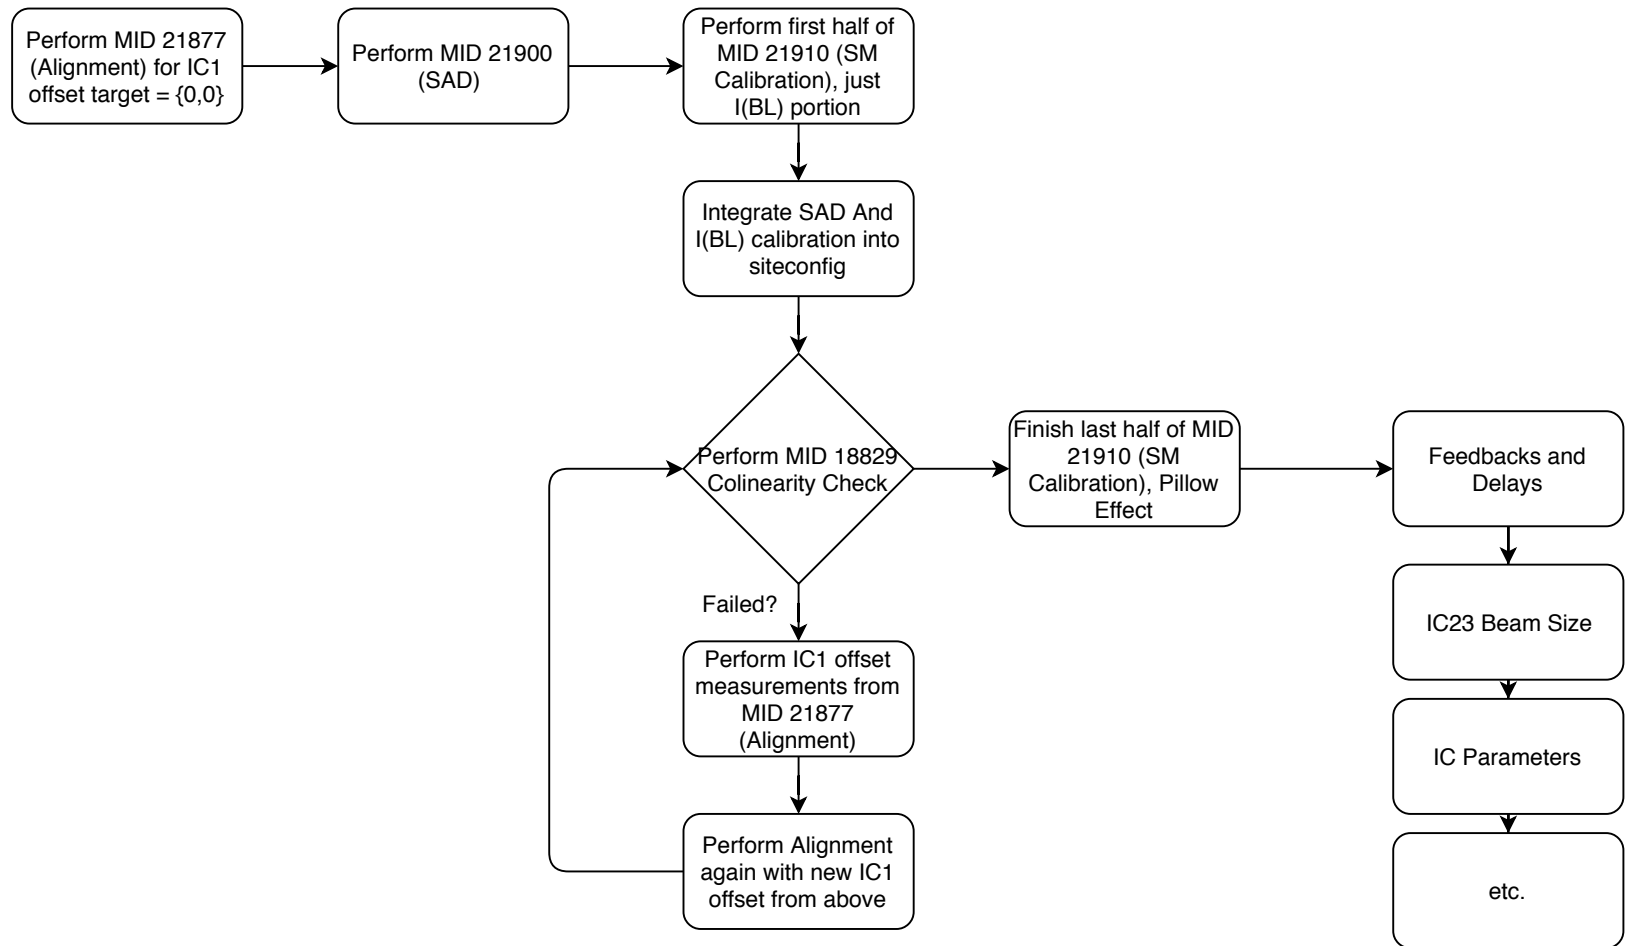 Perform MID 21877
(Alignment) for IC1
offset target = {0,0}
Perform MID 21900
(SAD)
Perform first half of
MID 21910 (SM
Calibration), just
I(BL) portion
Integrate SAD And
I(BL) calibration into
siteconfig
Perform MID 18829
Colinearity Check
Finish last half of MID
21910 (SM
Calibration), Pillow
Effect
Feedbacks and
Delays
Failed?
IC23 Beam Size
Perform IC1 offset
measurements from
MID 21877
(Alignment)
IC Parameters
Perform Alignment
again with new IC1
offset from above
etc.